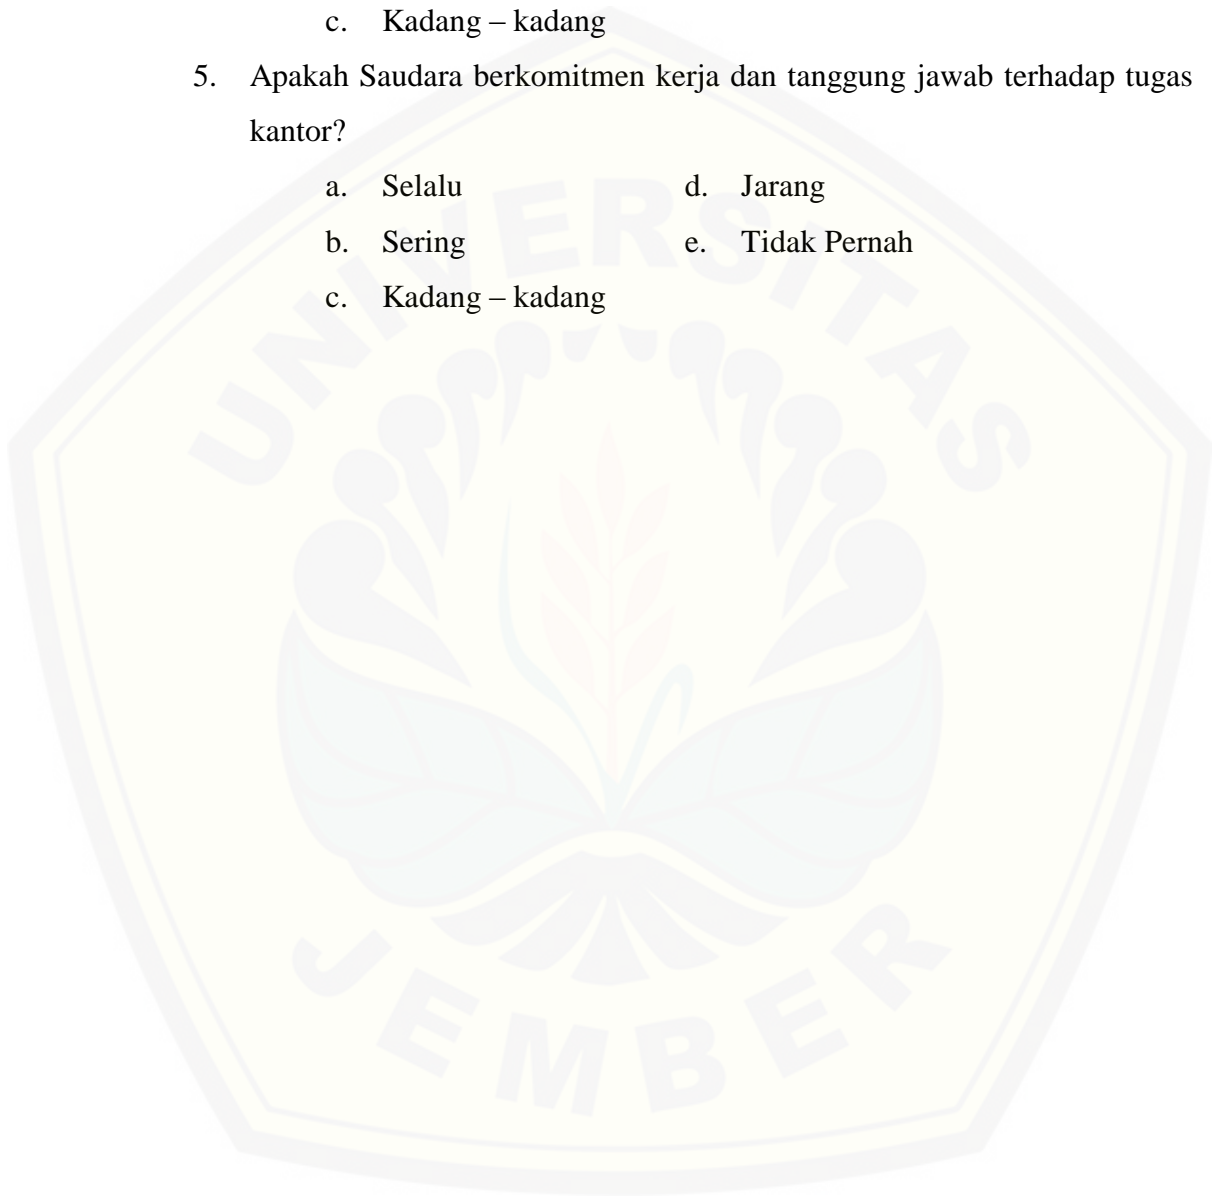 c. Kadang – kadang
5. Apakah Saudara berkomitmen kerja dan tanggung jawab terhadap tugas
kantor?
a. Selalu d. Jarang
b. Sering e. Tidak Pernah
c. Kadang – kadang
UNIVERSITAS
JEMBER